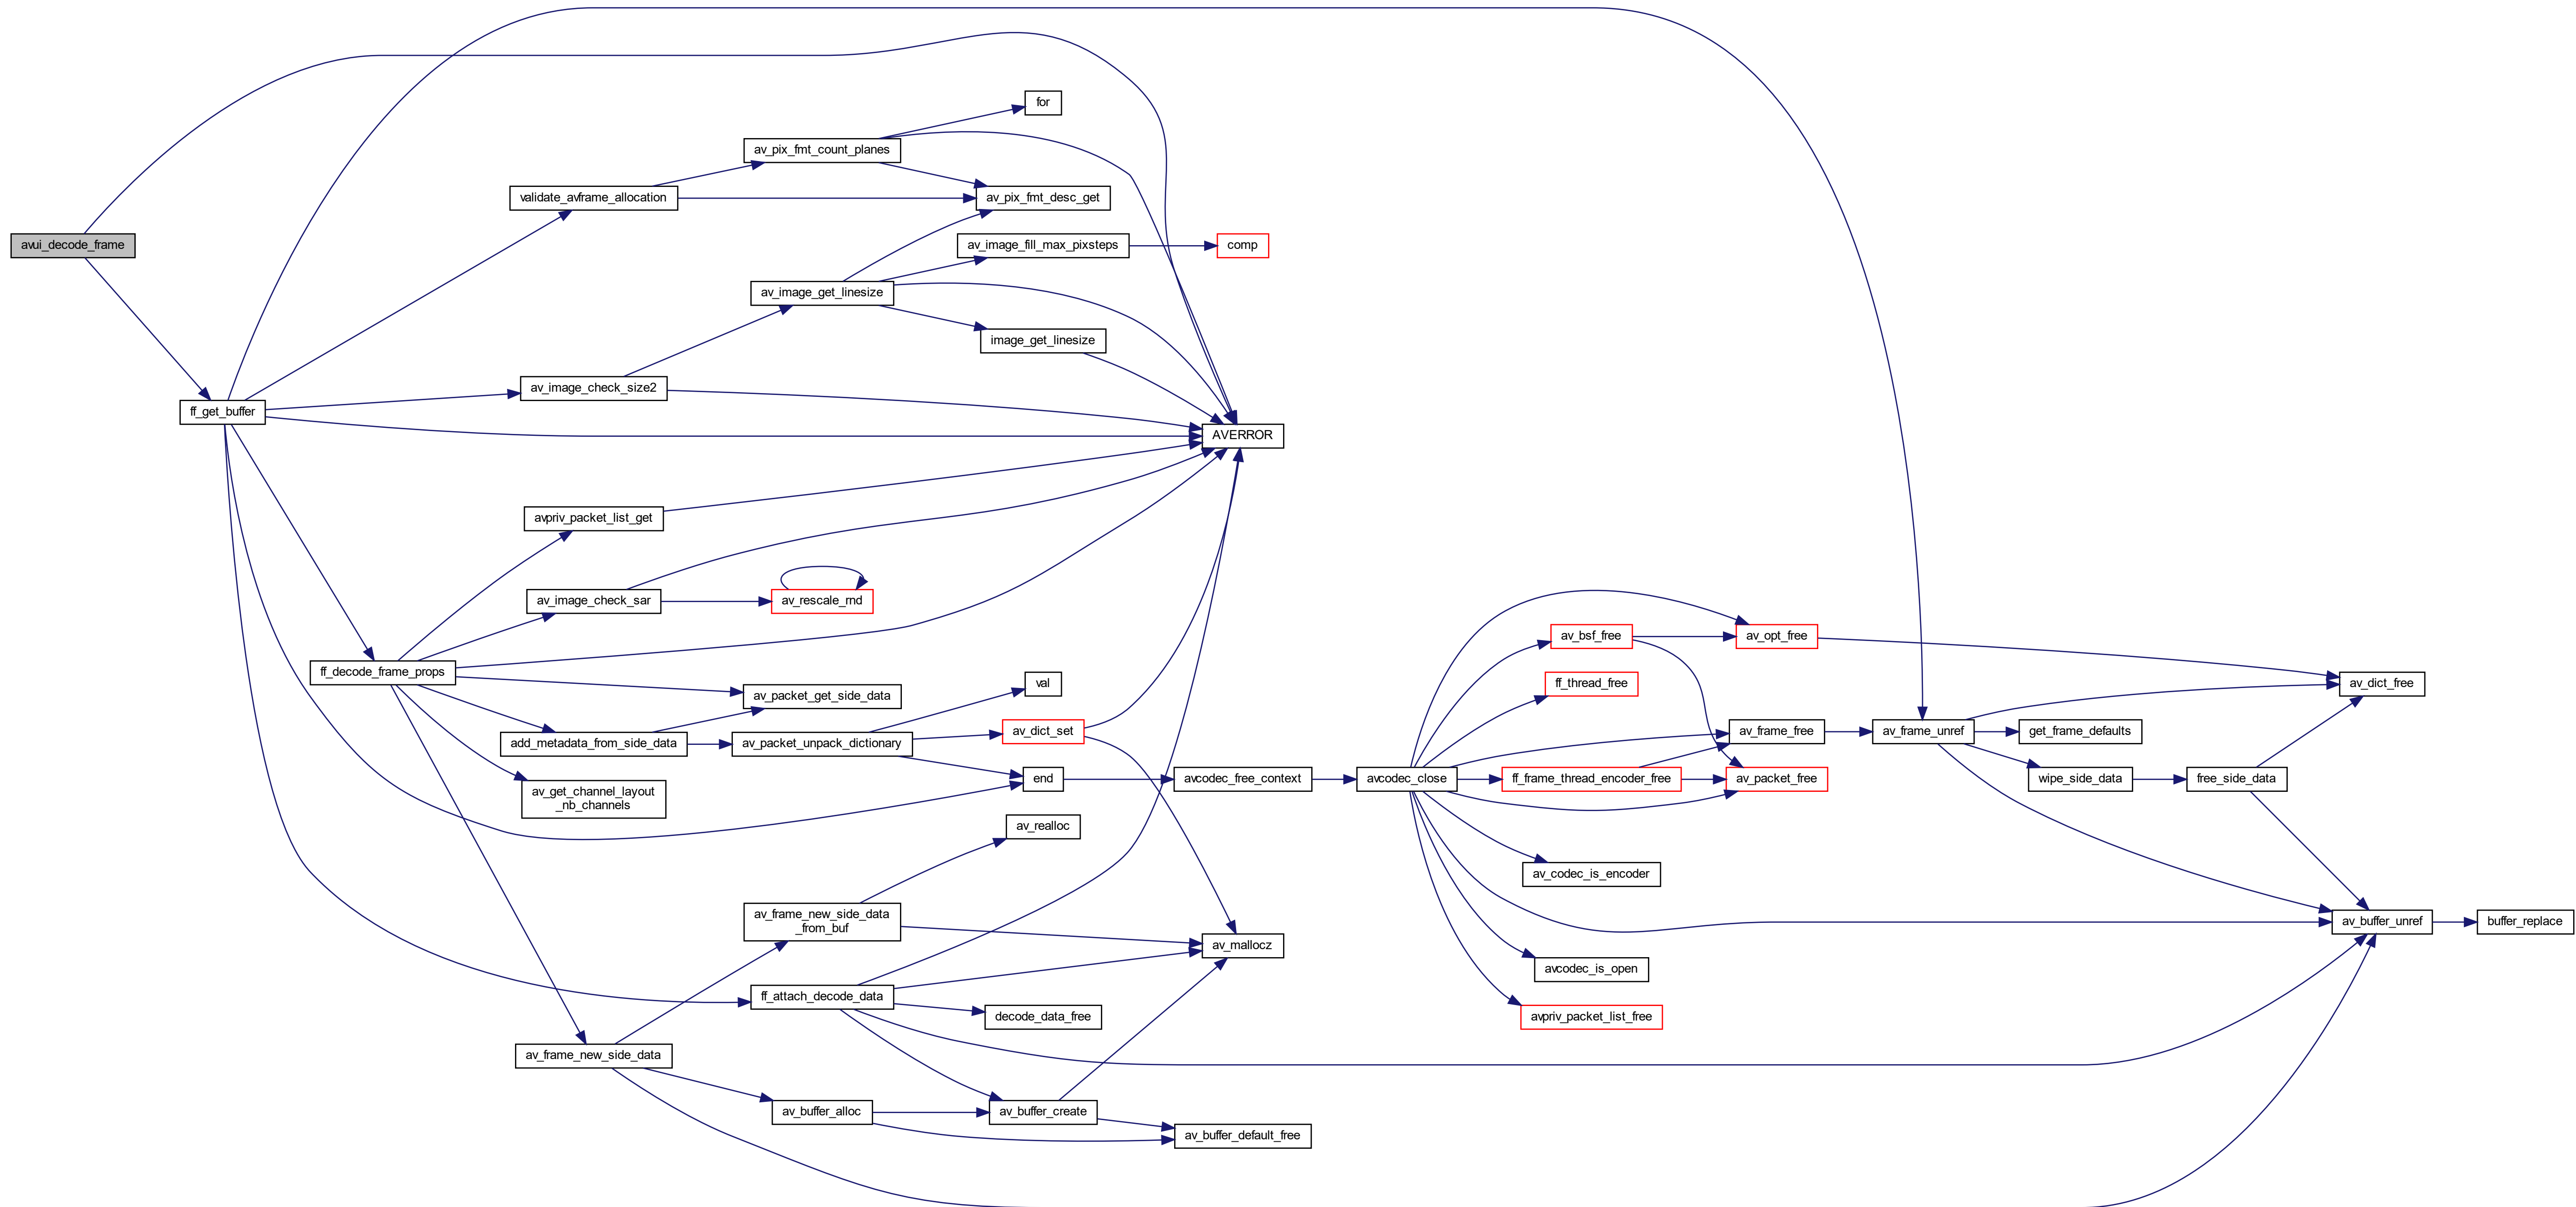 avui_decode_frame
ff_get_buffer
ff_decode_frame_props
validate_avframe_allocation
av_image_check_size2
avpriv_packet_list_get
av_image_check_sar
add_metadata_from_side_data
av_get_channel_layout
_nb_channels
av_frame_new_side_data
av_pix_fmt_count_planes
av_image_get_linesize
av_rescale_rnd
av_packet_get_side_data
av_packet_unpack_dictionary
av_frame_new_side_data
_from_buf
ff_attach_decode_data
av_buffer_alloc
for
av_pix_fmt_desc_get
av_image_fill_max_pixsteps
image_get_linesize
val
av_dict_set
end
av_realloc
decode_data_free
av_buffer_create
comp
AVERROR
avcodec_free_context
av_mallocz
av_buffer_default_free
avcodec_close
av_bsf_free
ff_thread_free
ff_frame_thread_encoder_free
av_codec_is_encoder
avcodec_is_open
avpriv_packet_list_free
av_opt_free
av_frame_free
av_packet_free
av_frame_unref
get_frame_defaults
wipe_side_data
free_side_data
av_dict_free
av_buffer_unref
buffer_replace